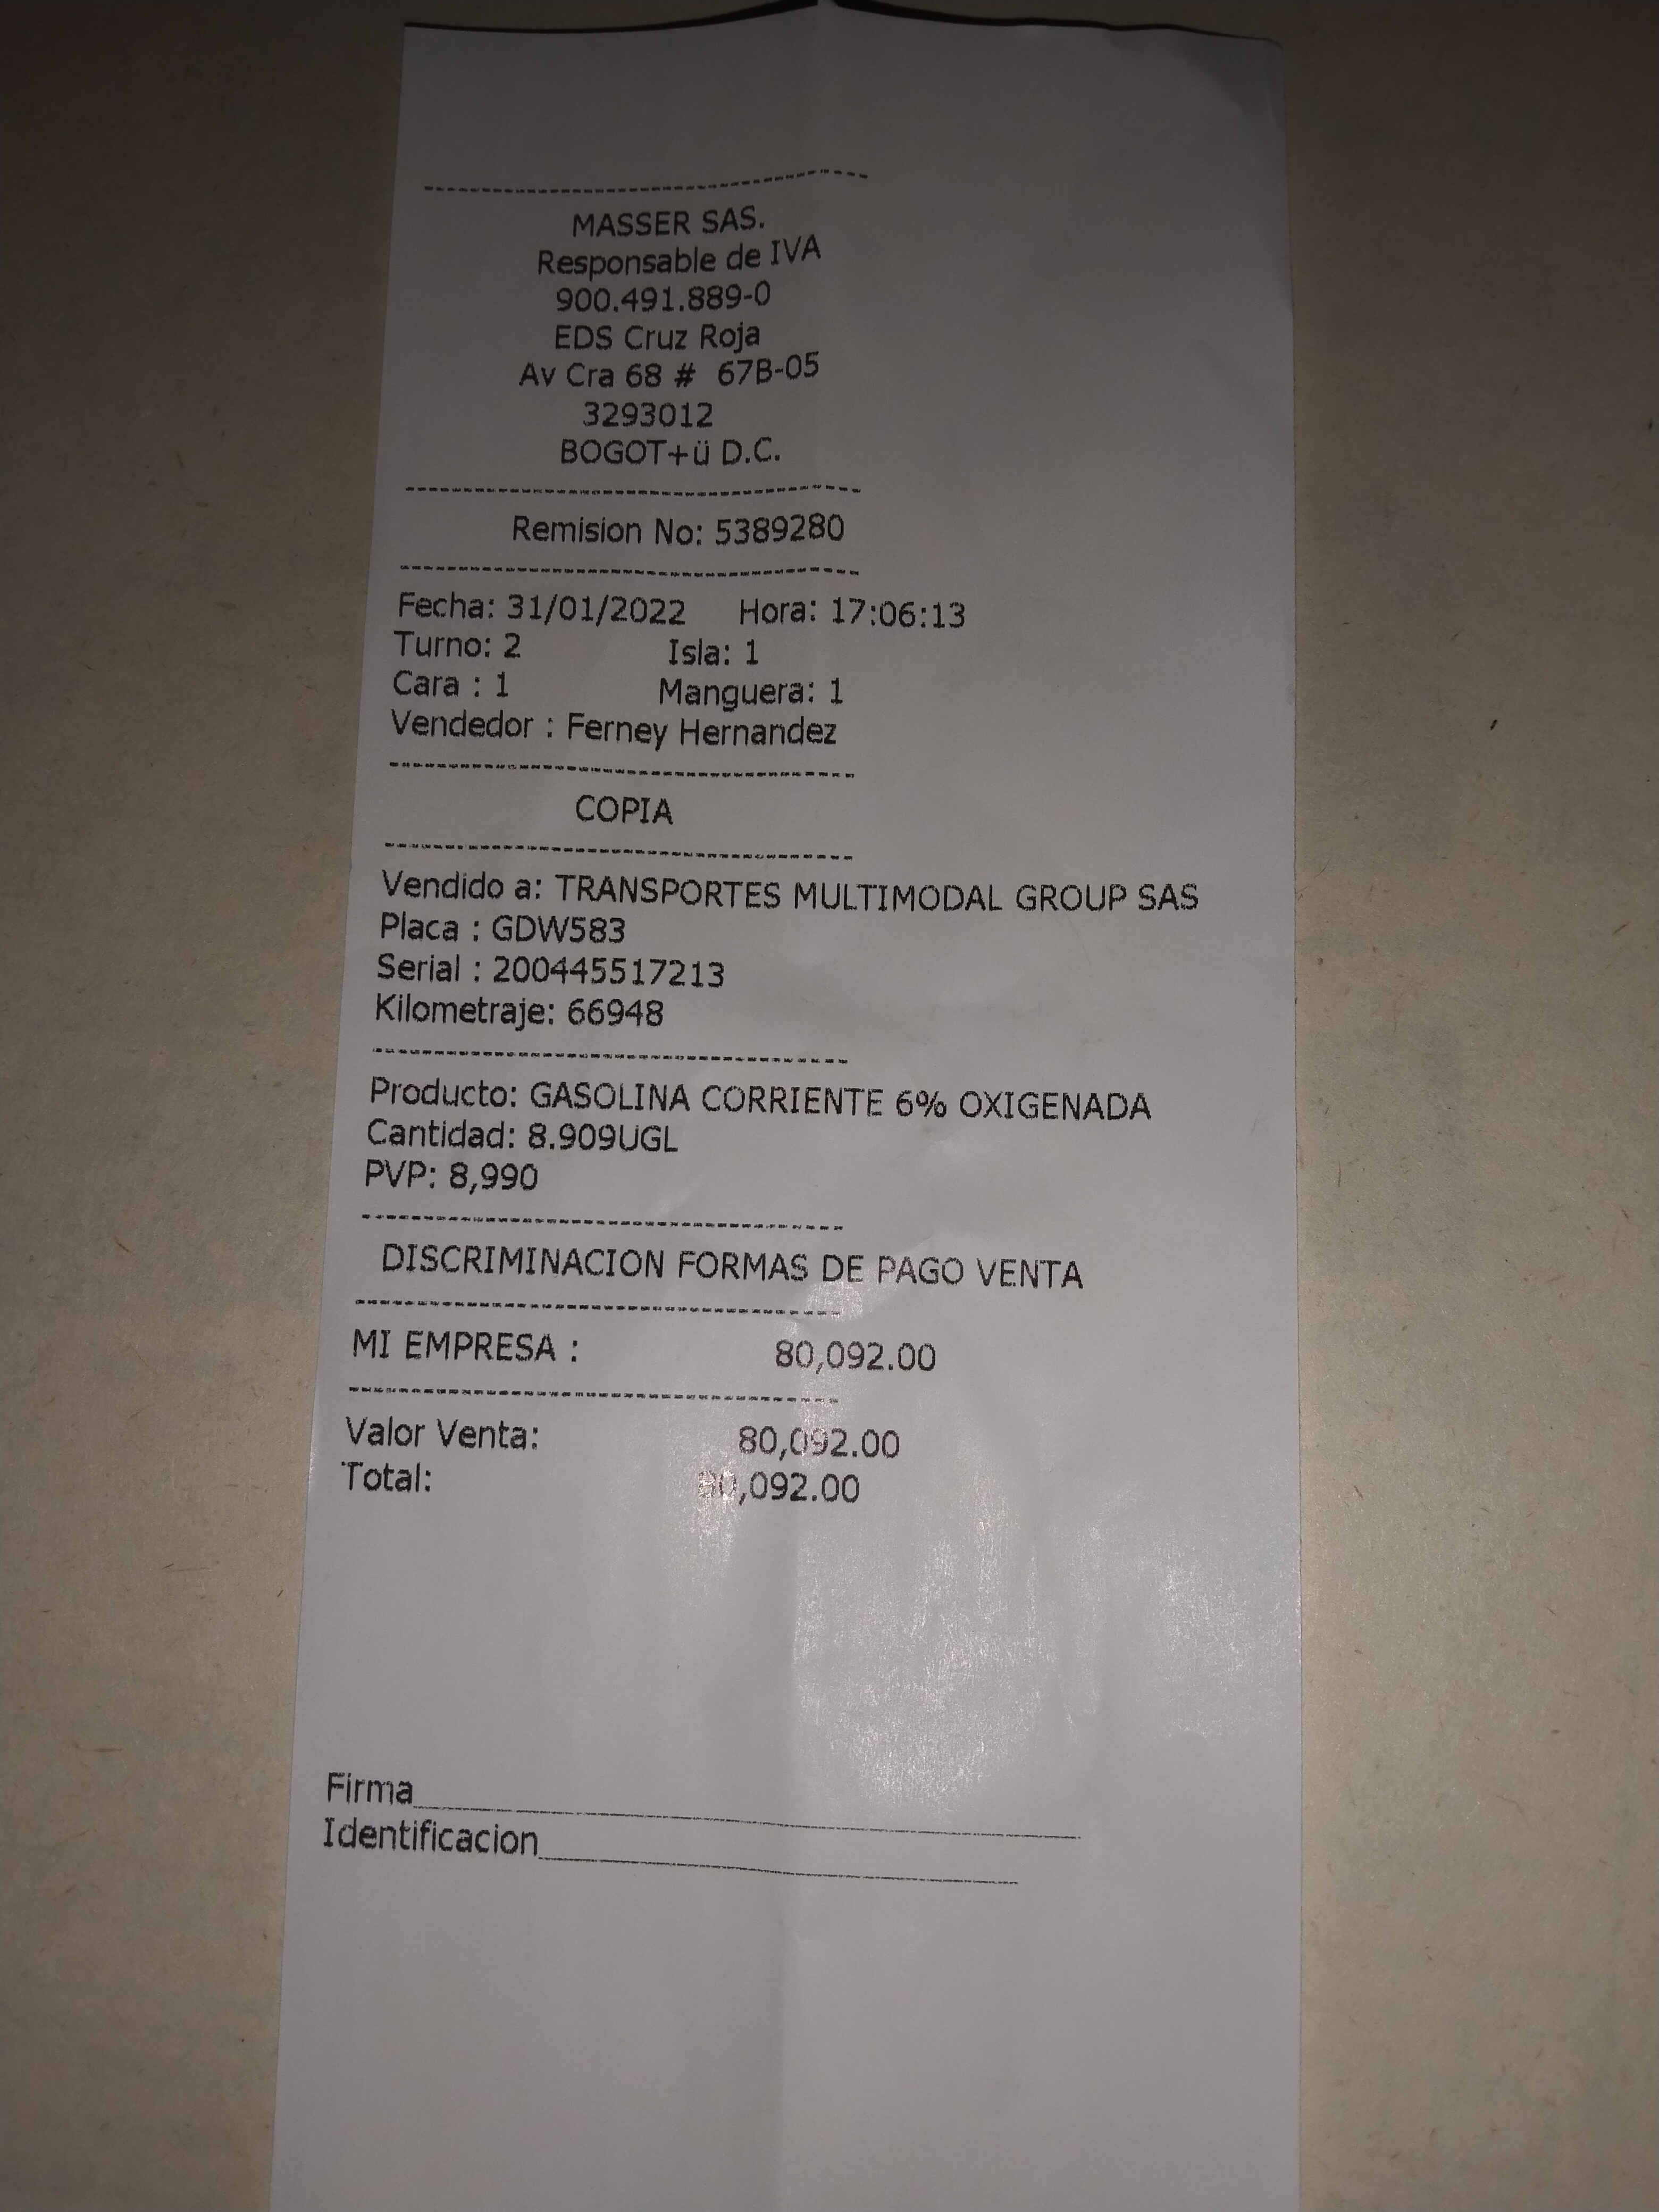 MASSER SAS.
Responsable de IVA
900.491.889-0
EDS Cruz Roja
Av Cra 68 # 67B-05
3293012
BOGOT+ü D.C.
Remision No: 5389280
Fecha: 31/01/2022 Hora: 17:06:13
Turno: 2 Isla: 1
Cara : 1 Manguera: 1
Vendedor : Ferney Hernandez
COPIA
Vendido a: TRANSPORTES MULTIMODAL GROUP SAS
Placa : GDW583
Serial : 200445517213
Kilometraje: 66948
Producto: GASOLINA CORRIENTE 6% OXIGENADA
Cantidad: 8.909UGL
PVP: 8,990
DISCRIMINACION FORMAS DE PAGO VENTA
MI EMPRESA : 80,092.00
Valor Venta: 80,092.00
Total: 80,092.00
Firma
Identificacion